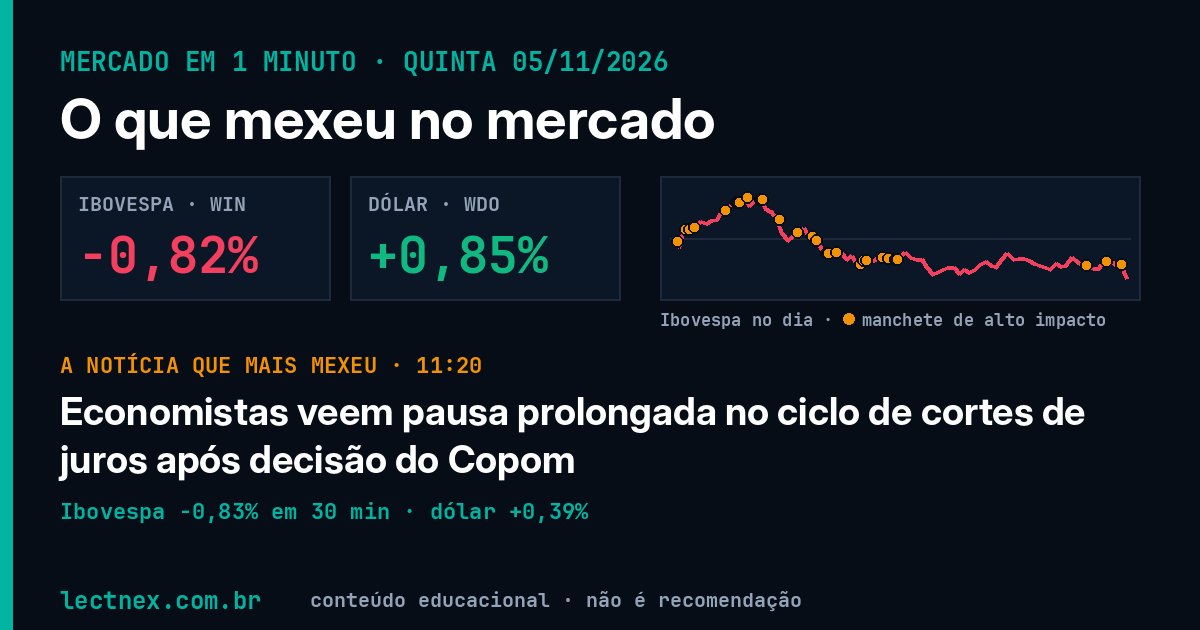 MERCADO EM 1 MINUTO · QUINTA 05/11/2026
O que mexeu no mercado
IBOVESPA · WIN
-0,82%
DÓLAR · WDO
+0,85%
Ibovespa no dia · manchete de alto impacto
A NOTÍCIA QUE MAIS MEXEU · 11:20
Economistas veem pausa prolongada no ciclo de cortes de
juros após decisão do Copom
Ibovespa -0,83% em 30 min · dólar +0,39%
lectnex.com.br
conteúdo educacional · não é recomendação